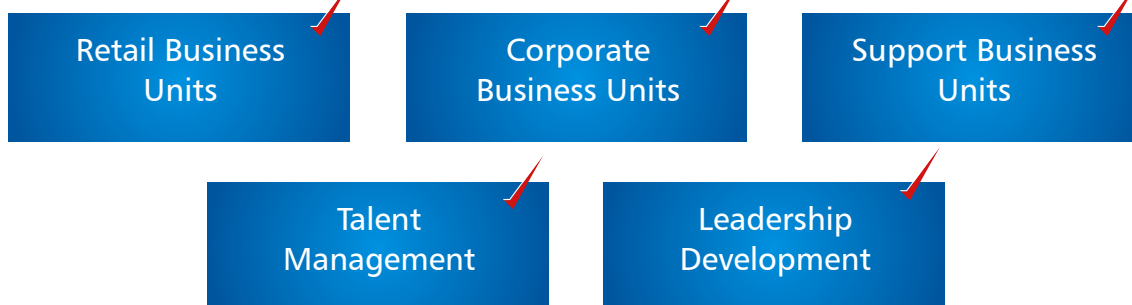 Retail Business
Units
Corporate
Business Units
Support Business
Units
Talent
Management
Leadership
Development